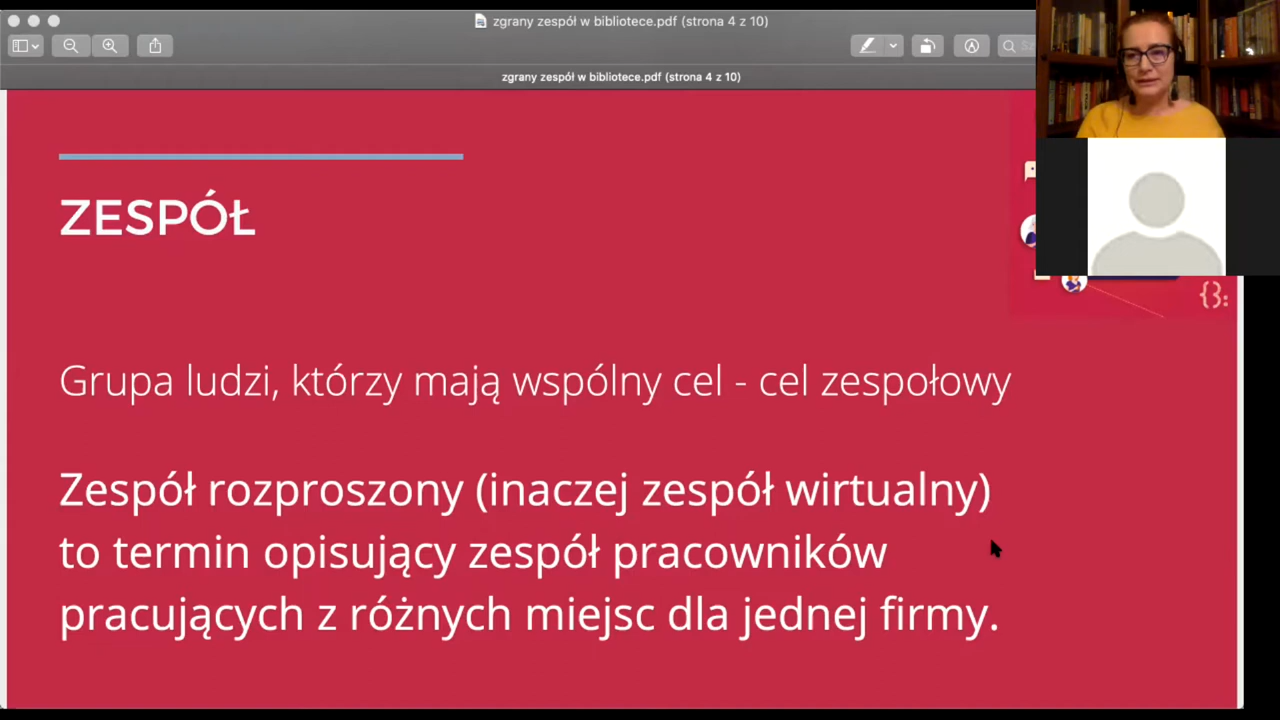 zgrany zespół w bibliotece.pdf (strona 4 z 10)
zgrany zespół w bibliotece.pdf (strona 4 z 10)
ZESPÓŁ
Grupa ludzi, którzy mają wspólny cel - cel zespołowy
Zespół rozproszony (inaczej zespół wirtualny)
to termin opisujący zespół pracowników
pracujących z różnych miejsc dla jednej firmy.
{}: